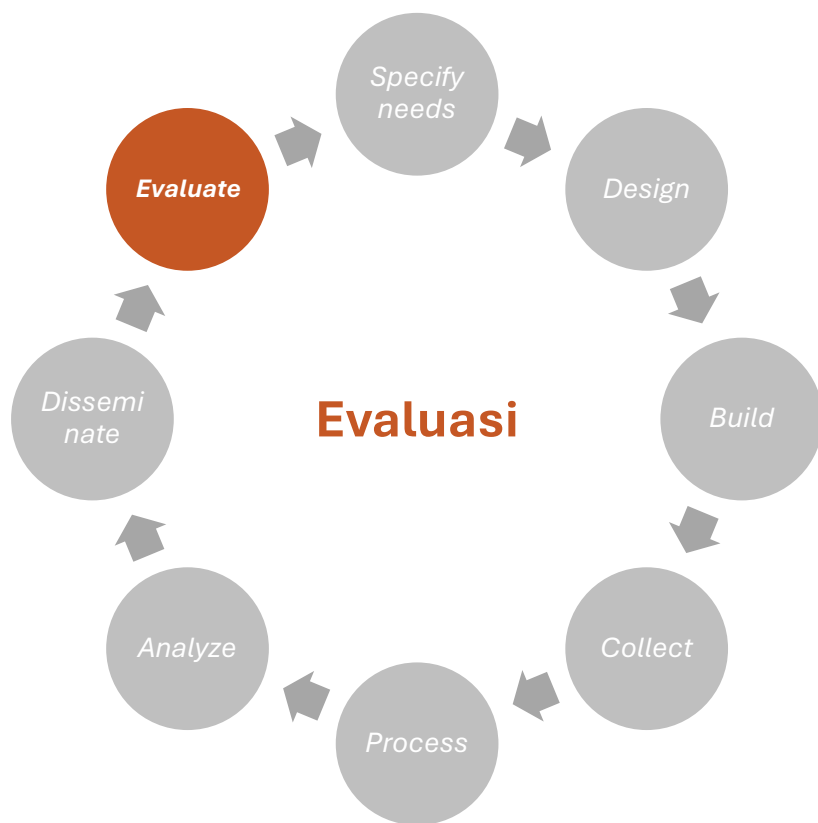 Specify
needs
Evaluate
Design
Dissemi
nate
Evaluasi
Build
Analyze
Collect
Process